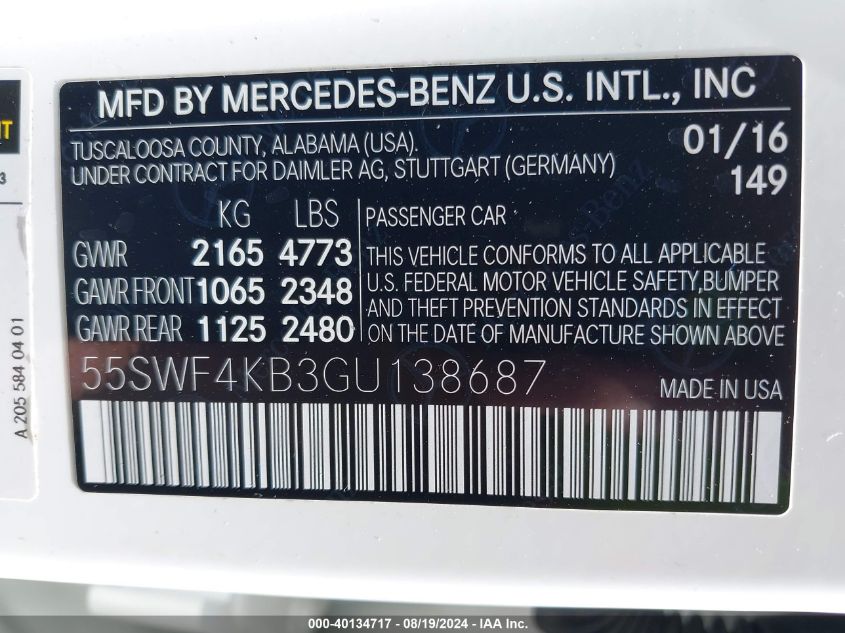 MFD BY MERCEDES-BENZ U.S. INTL., INC
TUSCALOOSA COUNTY, ALABAMA (USA).
UNDER CONTRACT FOR DAIMLER AG, STUTTGART (GERMANY)
01/16
149
KG LBS
GVWR 2165 4773
GAWR FRONT 1065 2348
GAWR REAR 1125 2480
PASSENGER CAR
THIS VEHICLE CONFORMS TO ALL APPLICABLE
U.S. FEDERAL MOTOR VEHICLE SAFETY,BUMPER
AND THEFT PREVENTION STANDARDS IN EFFECT
ON THE DATE OF MANUFACTURE SHOWN ABOVE
55SWF4KB3GU138687
MADE IN USA
A 205 584 04 01
000-40134717 - 08/19/2024 - IAA Inc.